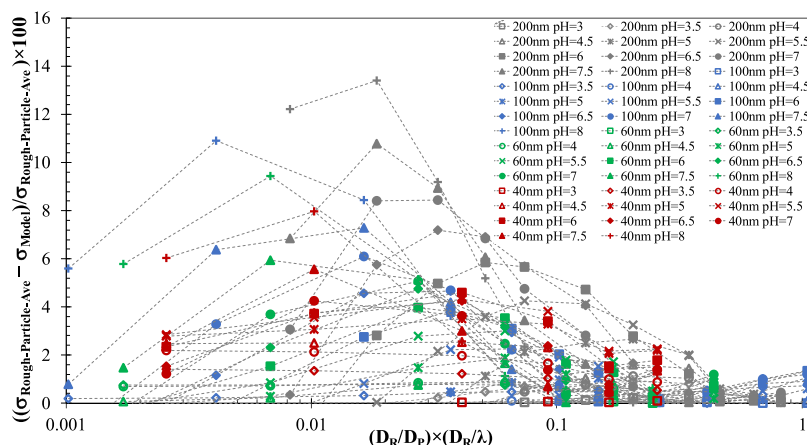 ((σRough-Particle-Ave − σModel)/σRough-Particle-Ave)×100
16
14
12
10
8
6
4
2
0
200nm pH=3 200nm pH=3.5 200nm pH=4
200nm pH=4.5 200nm pH=5 200nm pH=5.5
200nm pH=6 200nm pH=6.5 200nm pH=7
200nm pH=7.5 200nm pH=8 100nm pH=3
100nm pH=3.5 100nm pH=4 100nm pH=4.5
100nm pH=5 100nm pH=5.5 100nm pH=6
100nm pH=6.5 100nm pH=7 100nm pH=7.5
100nm pH=8 60nm pH=3 60nm pH=3.5
60nm pH=4 60nm pH=4.5 60nm pH=5
60nm pH=5.5 60nm pH=6 60nm pH=6.5
60nm pH=7 60nm pH=7.5 60nm pH=8
40nm pH=3 40nm pH=3.5 40nm pH=4
40nm pH=4.5 40nm pH=5 40nm pH=5.5
40nm pH=6 40nm pH=6.5 40nm pH=7
40nm pH=7.5 40nm pH=8
0.001 0.01 0.1 1
(DR/DP)×(DR/λ)